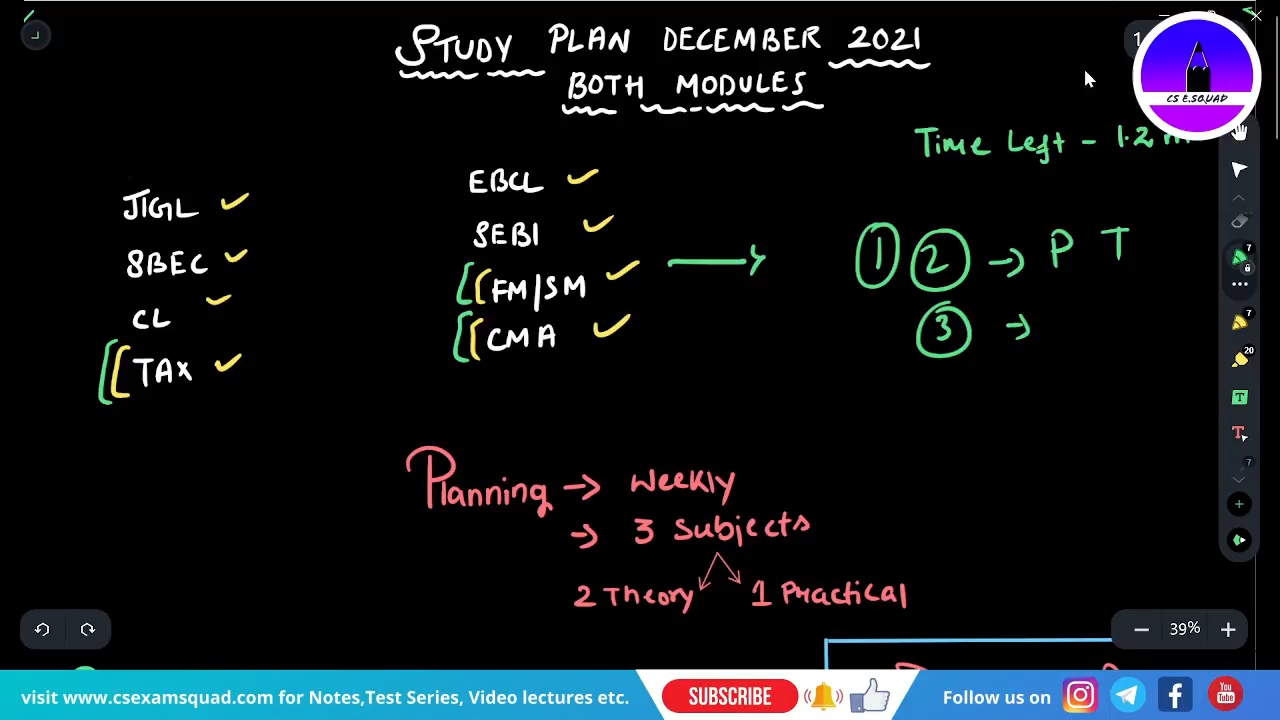 STUDY PLAN DECEMBER 2021
BOTH MODULES
CS E.SQUAD
Time Left - 1.2
JIGL
SBEC
CL
TAX
EBCL
SEBI
FM/SM
CMA
1 2 → P T
3 →
Planning → Weekly
→ 3 Subjects
2 Theory 1 Practical
39%
visit www.csexamsquad.com for Notes,Test Series, Video lectures etc.
SUBSCRIBE
Follow us on
You
Tube